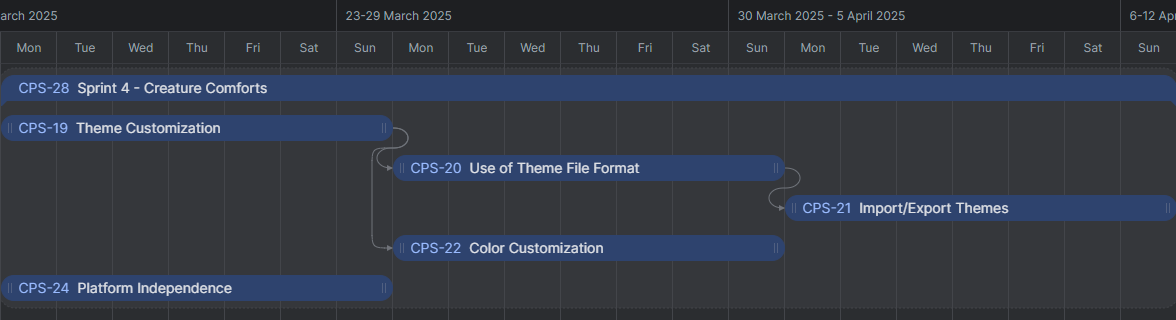 arch 2025 23-29 March 2025 30 March 2025 - 5 April 2025 6-12 Apr
Mon Tue Wed Thu Fri Sat Sun Mon Tue Wed Thu Fri Sat Sun Mon Tue Wed Thu Fri Sat Sun
CPS-28 Sprint 4 - Creature Comforts
CPS-19 Theme Customization
CPS-20 Use of Theme File Format
CPS-21 Import/Export Themes
CPS-22 Color Customization
CPS-24 Platform Independence